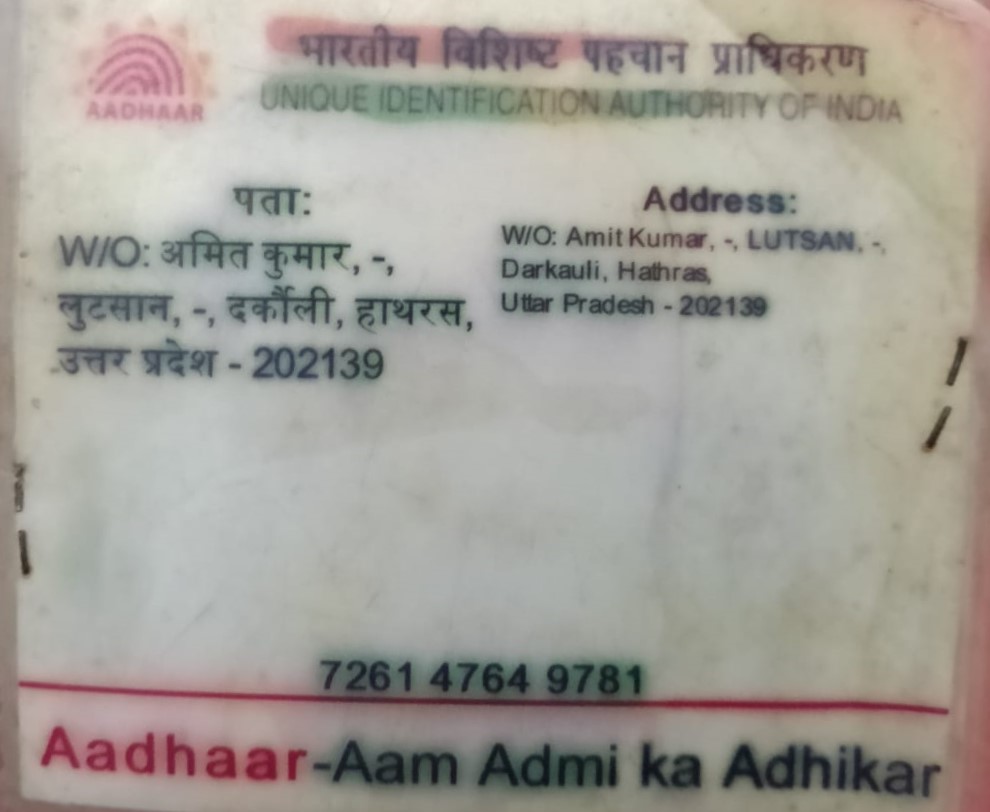 भारतीय विशिष्ट पहचान प्राधिकरण
AADHAAR
UNIQUE IDENTIFICATION AUTHORITY OF INDIA
पता:
W/O: अमित कुमार, -,
लुटसान, -, दर्कौली, हाथरस,
उत्तर प्रदेश - 202139
Address:
W/O: Amit Kumar, -, LUTSAN, -,
Darkauli, Hathras,
Uttar Pradesh - 202139
7261 4764 9781
Aadhaar-Aam Admi ka Adhikar